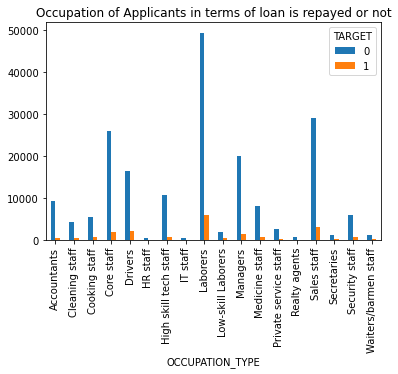 Occupation of Applicants in terms of loan is repayed or not
TARGET
0
1
50000
40000
30000
20000
10000
0
Accountants
Cleaning staff
Cooking staff
Core staff
Drivers
HR staff
High skill tech staff
IT staff
Laborers
Low-skill Laborers
Managers
Medicine staff
Private service staff
Realty agents
Sales staff
Secretaries
Security staff
Waiters/barmen staff
OCCUPATION_TYPE